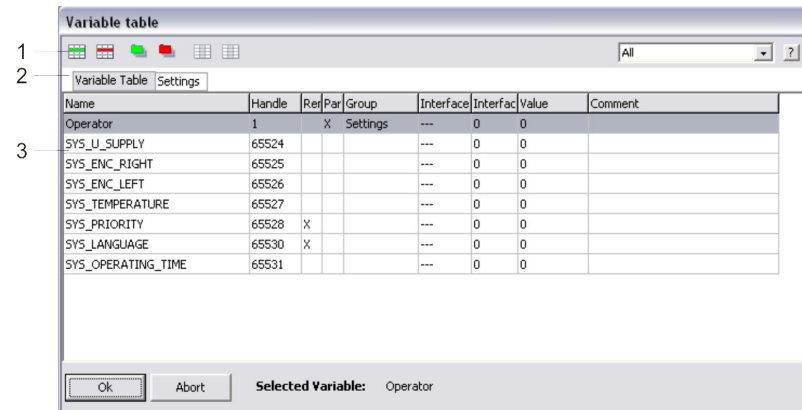 Variable table
1
All
?
2
Variable Table Settings
Name Handle Rer Par Group Interface Interfac Value Comment
Operator 1 X Settings --- 0 0
3
SYS_U_SUPPLY 65524 --- 0 0
SYS_ENC_RIGHT 65525 --- 0 0
SYS_ENC_LEFT 65526 --- 0 0
SYS_TEMPERATURE 65527 --- 0 0
SYS_PRIORITY 65528 X --- 0 0
SYS_LANGUAGE 65530 X --- 0 0
SYS_OPERATING_TIME 65531 --- 0 0
Ok Abort Selected Variable: Operator